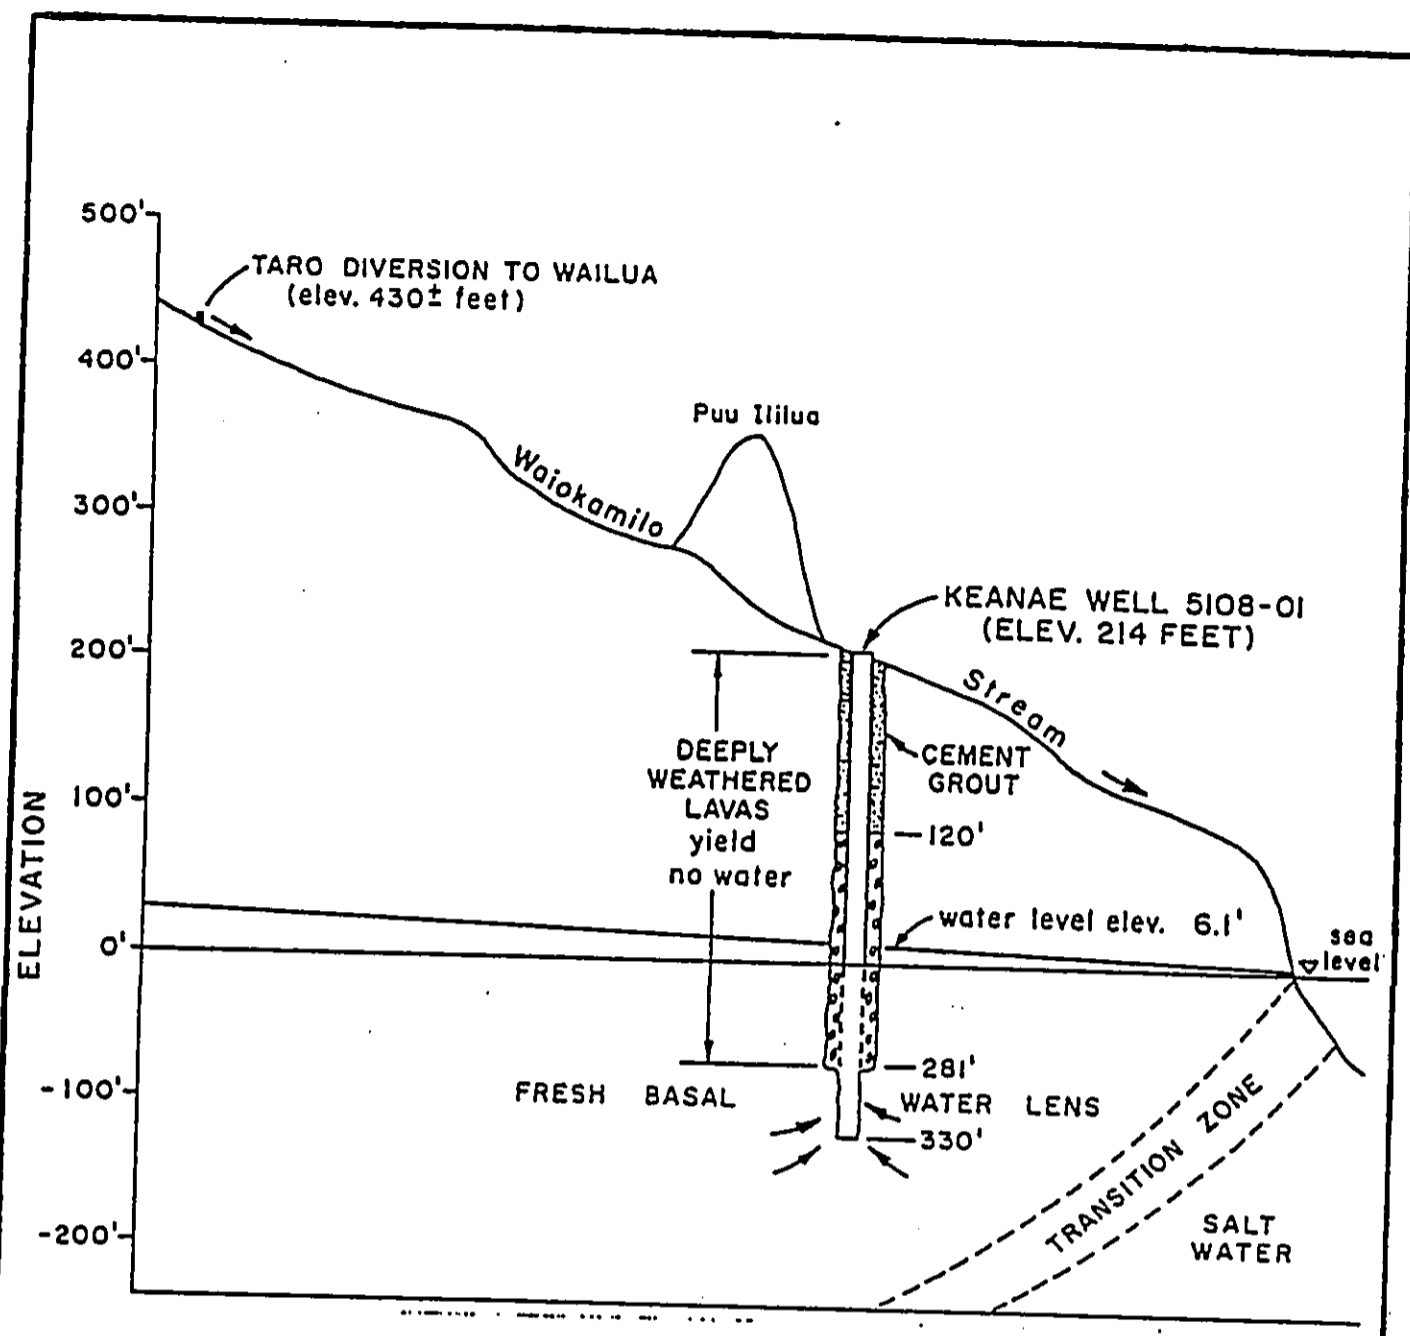 500'
TARO DIVERSION TO WAILUA
(elev. 430± feet)
400'
Puu Ililua
300'
Waiokamilo
KEANAE WELL 5108-01
(ELEV. 214 FEET)
200'
Stream
DEEPLY
WEATHERED
LAVAS
yield
no water
CEMENT
GROUT
100'
120'
ELEVATION
water level elev. 6.1'
0'
sea
level
281'
-100'
FRESH BASAL WATER LENS
330'
TRANSITION ZONE
-200'
SALT
WATER